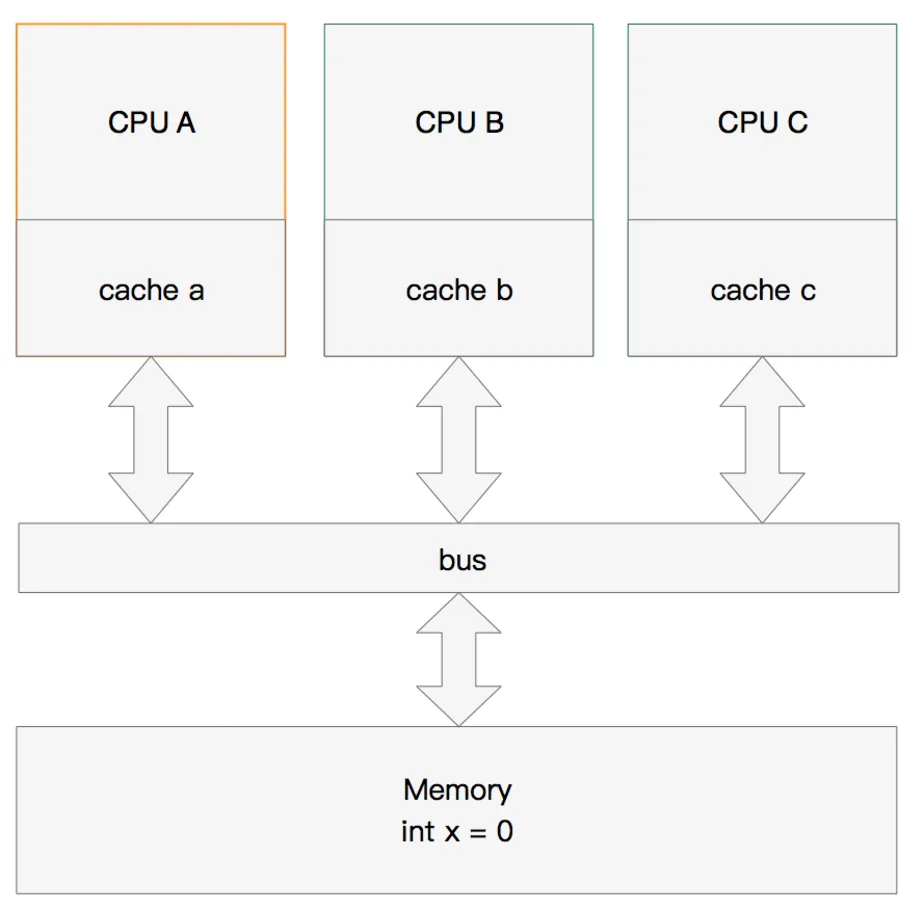 CPU A
CPU B
CPU C
cache a
cache b
cache c
bus
Memory
int x = 0